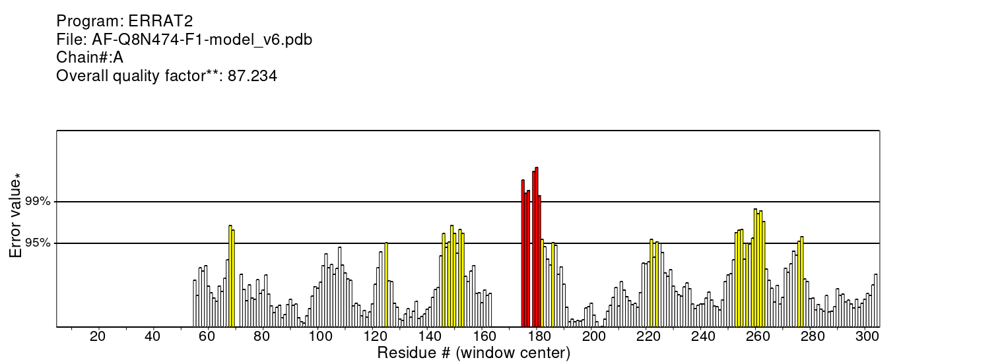 Program: ERRAT2
File: AF-Q8N474-F1-model_v6.pdb
Chain#:A
Overall quality factor**: 87.234
Error value*
99%
95%
20 40 60 80 100 120 140 160 180 200 220 240 260 280 300
Residue # (window center)